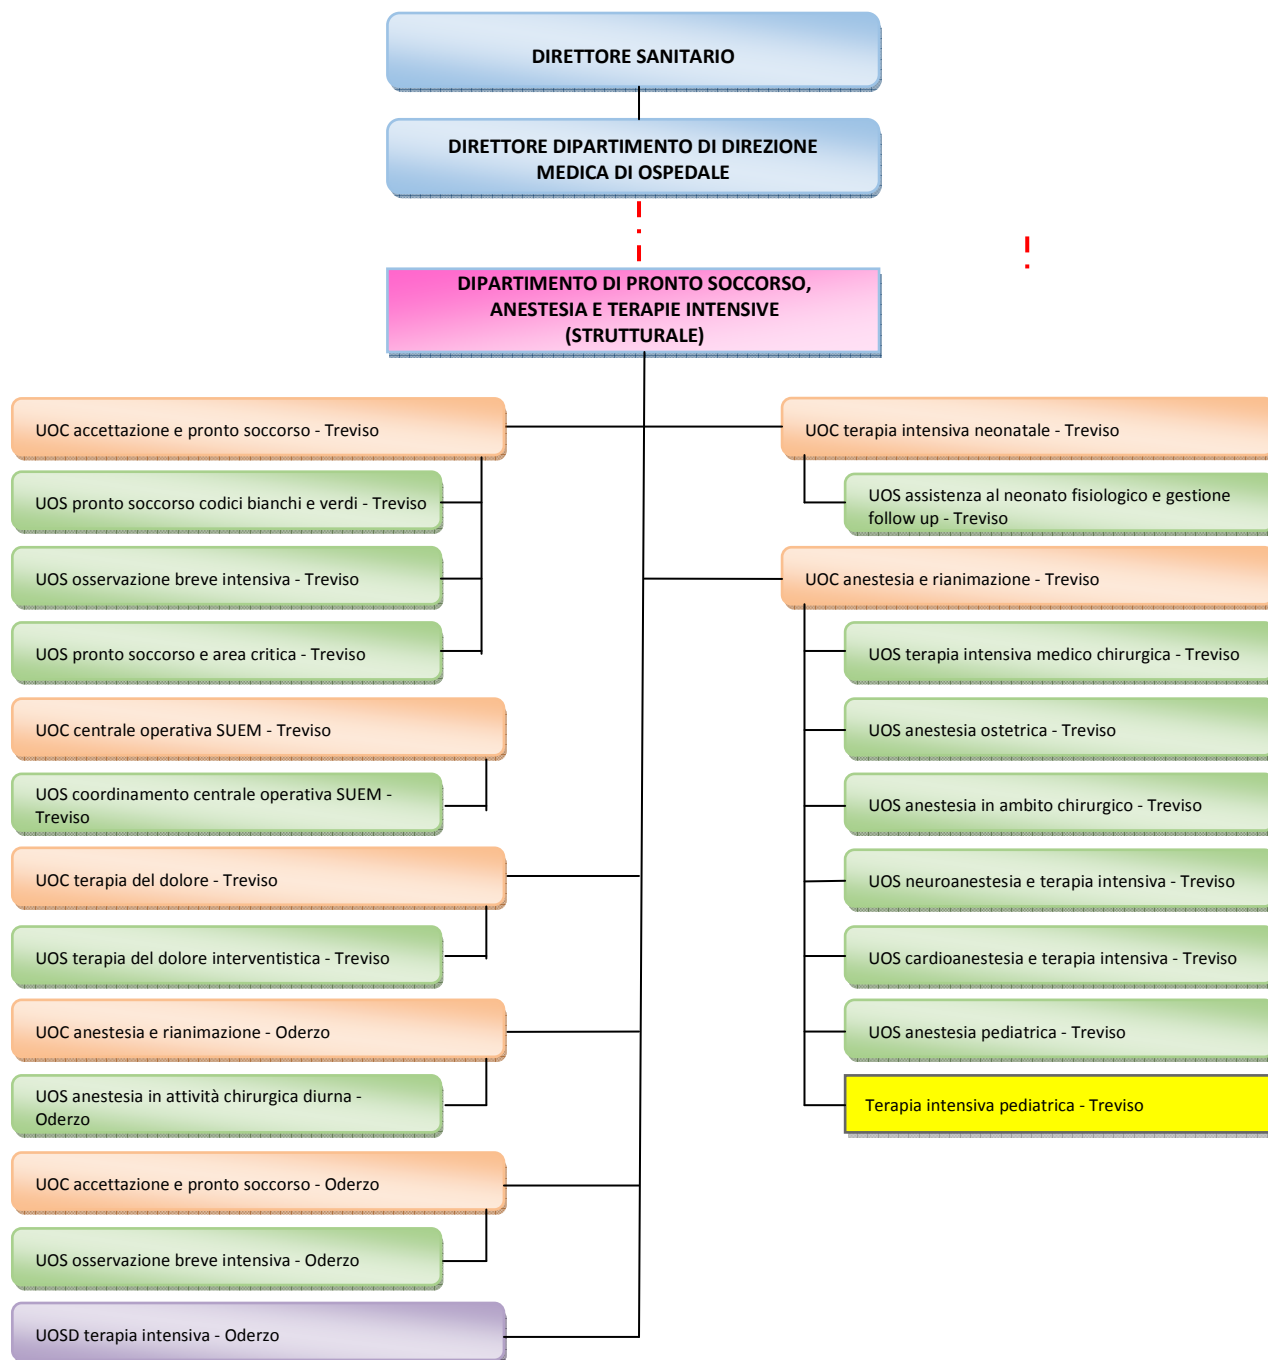 DIRETTORE SANITARIO
DIRETTORE DIPARTIMENTO DI DIREZIONE
MEDICA DI OSPEDALE
DIPARTIMENTO DI PRONTO SOCCORSO,
ANESTESIA E TERAPIE INTENSIVE
(STRUTTURALE)
UOC accettazione e pronto soccorso - Treviso
UOS pronto soccorso codici bianchi e verdi - Treviso
UOS osservazione breve intensiva - Treviso
UOS pronto soccorso e area critica - Treviso
UOC centrale operativa SUEM - Treviso
UOS coordinamento centrale operativa SUEM -
Treviso
UOC terapia del dolore - Treviso
UOS terapia del dolore interventistica - Treviso
UOC anestesia e rianimazione - Oderzo
UOS anestesia in attività chirurgica diurna -
Oderzo
UOC accettazione e pronto soccorso - Oderzo
UOS osservazione breve intensiva - Oderzo
UOSD terapia intensiva - Oderzo
UOC terapia intensiva neonatale - Treviso
UOS assistenza al neonato fisiologico e gestione
follow up - Treviso
UOC anestesia e rianimazione - Treviso
UOS terapia intensiva medico chirurgica - Treviso
UOS anestesia ostetrica - Treviso
UOS anestesia in ambito chirurgico - Treviso
UOS neuroanestesia e terapia intensiva - Treviso
UOS cardioanestesia e terapia intensiva - Treviso
UOS anestesia pediatrica - Treviso
Terapia intensiva pediatrica - Treviso